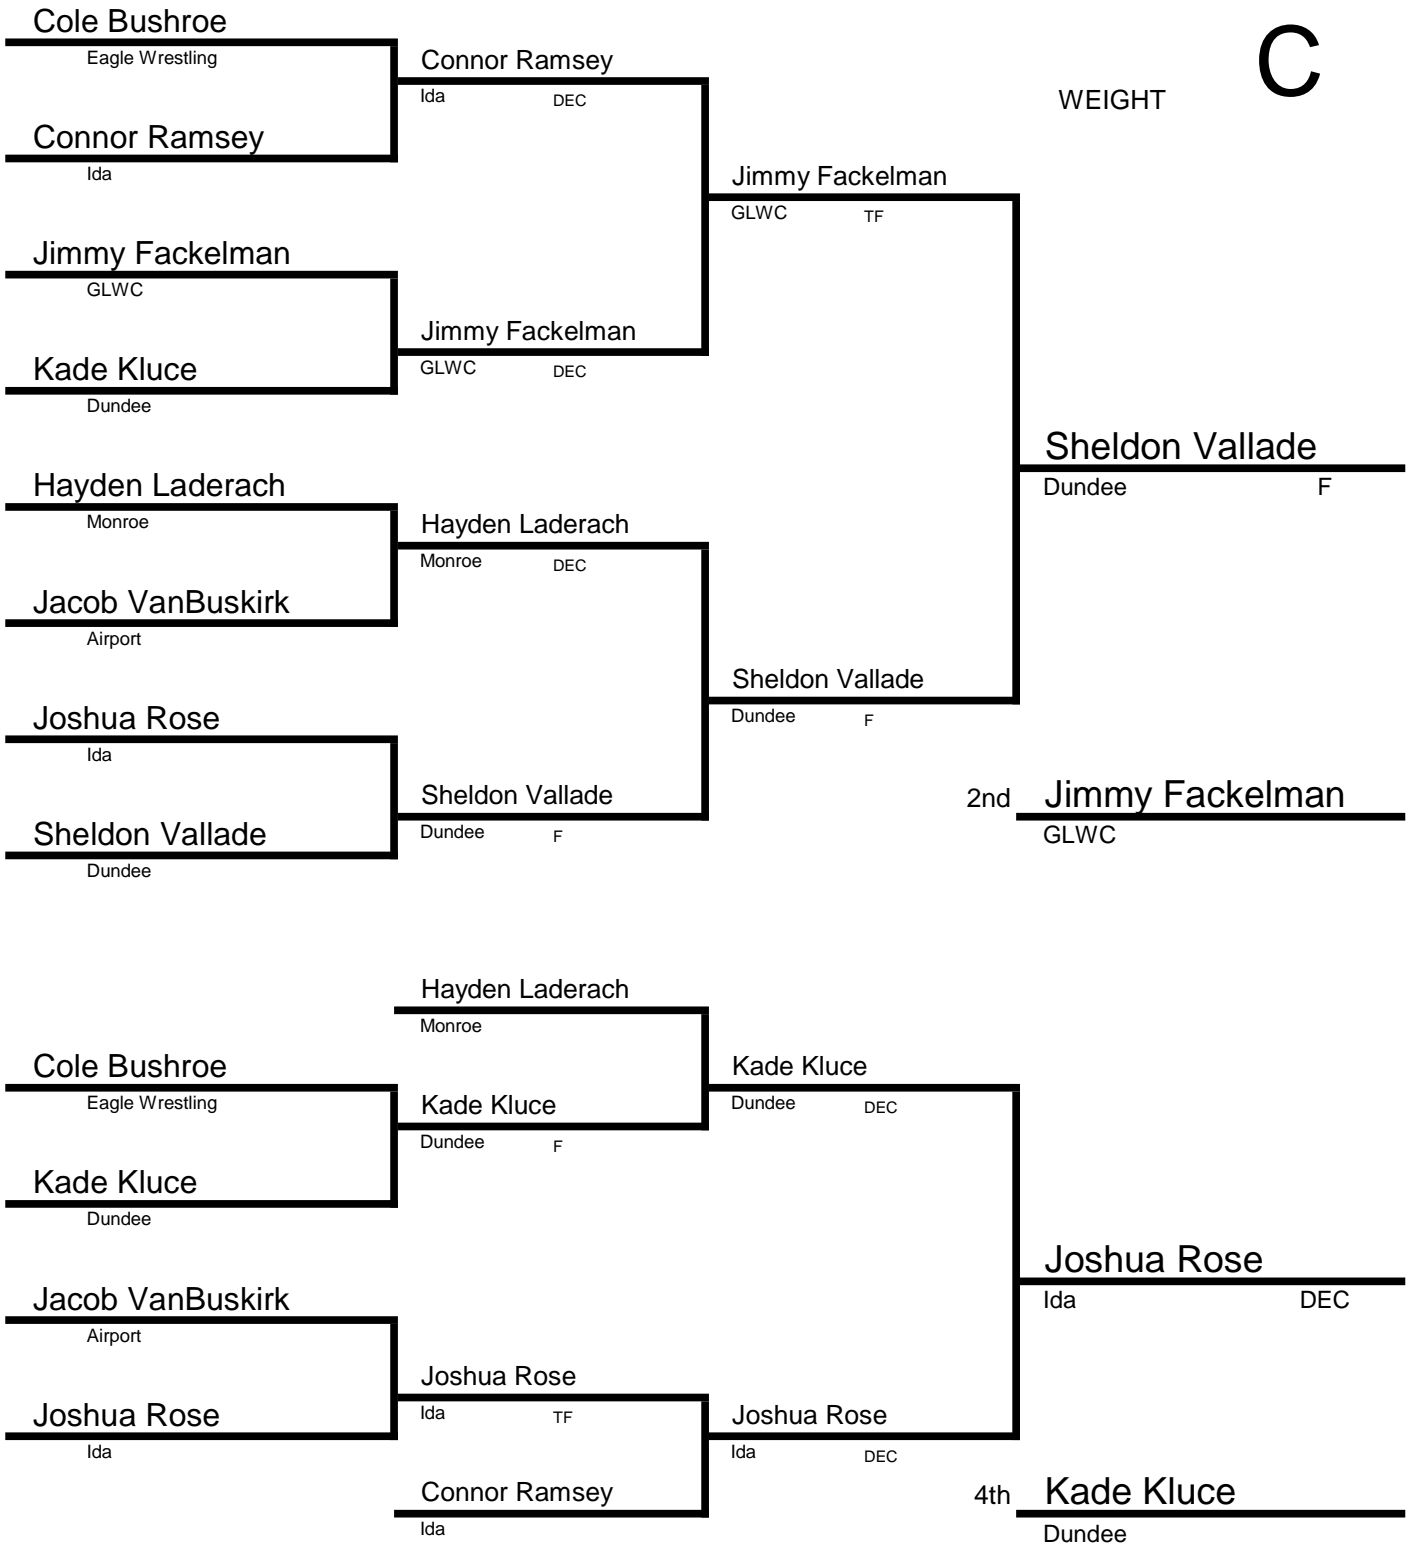 Cole Bushroe
Eagle Wrestling
Connor Ramsey
Ida DEC
C
WEIGHT
Connor Ramsey
Ida
Jimmy Fackelman
GLWC TF
Jimmy Fackelman
GLWC
Jimmy Fackelman
GLWC DEC
Kade Kluce
Dundee
Sheldon Vallade
Dundee F
Hayden Laderach
Monroe
Hayden Laderach
Monroe DEC
Jacob VanBuskirk
Airport
Sheldon Vallade
Dundee F
Joshua Rose
Ida
Sheldon Vallade
Dundee F
2nd Jimmy Fackelman
GLWC
Sheldon Vallade
Dundee
Hayden Laderach
Monroe
Cole Bushroe
Eagle Wrestling
Kade Kluce
Dundee DEC
Kade Kluce
Dundee F
Kade Kluce
Dundee
Joshua Rose
Ida DEC
Jacob VanBuskirk
Airport
Joshua Rose
Ida TF
Joshua Rose
Ida
Joshua Rose
Ida DEC
Connor Ramsey
Ida
4th Kade Kluce
Dundee